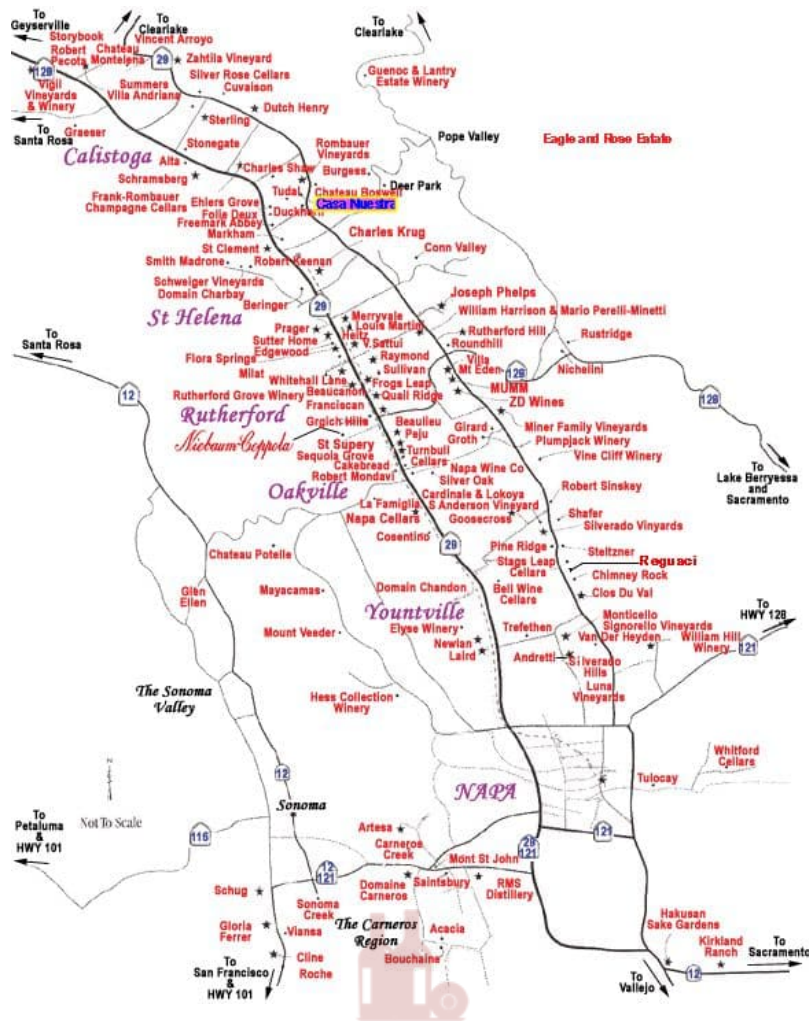 To
Geyserville
To
Clearlake
To
Clearlake
Storybook
Vincent Arroyo
Robert
Pecota
Chateau
Montelena
29
Zahtila Vineyard
128
Silver Rose Cellars
Cuvaison
Guenoc & Lantry
Estate Winery
Vigil
Vineyards
& Winery
Summers
Villa Andriana
Dutch Henry
Sterling
To
Santa Rosa
Graeser
Pope Valley
Eagle and Rose Estate
Stonegate
Rombauer
Vineyards
Calistoga
Alta
Charles Shaw
Burgess
Schramsberg
Deer Park
Tudal
Chateau Boswell
Frank-Rombauer
Champagne Cellars
Ehlers Grove
Casa Nuestra
Folie Deux
Freemark Abbey
Markham
Charles Krug
St Clement
Conn Valley
Smith Madrone
Robert Keenan
Schweiger Vineyards
Domain Charbay
Beringer
Joseph Phelps
29
William Harrison & Mario Perelli-Minetti
St Helena
Merryvale
Louis Martini
Prager
Heitz
Rutherford Hill
Rustridge
To
Santa Rosa
Sutter Home
V.Sattui
Roundhill
Edgewood
Flora Springs
Raymond
Villa
Mt Eden
128
Nichelini
Milat
Sullivan
12
Whitehall Lane
Frogs Leap
MUMM
128
Rutherford Grove Winery
Beaucanon
Quail Ridge
ZD Wines
Franciscan
Rutherford
Grgich Hills
Beaulieu
Girard
Miner Family Vineyards
Niebaum-Coppola
Peju
Groth
Plumpjack Winery
St Supery
Turnbull
Cellars
Vine Cliff Winery
Sequoia Grove
Cakebread
Napa Wine Co
To
Lake Berryessa
and
Sacramento
Robert Mondavi
Silver Oak
Oakville
Cardinale & Lokoya
Robert Sinskey
La Famiglia
S Anderson Vineyard
Napa Cellars
Goosecross
Shafer
Silverado Vinyards
Cosentino
29
Chateau Potelle
Pine Ridge
Steltzner
Stags Leap
Cellars
Reguaci
Chimney Rock
Glen
Ellen
Mayacamas
Domain Chandon
Bell Wine
Cellars
Clos Du Val
Yountville
Monticello
To
HWY 128
Mount Veeder
Elyse Winery
Trefethen
Signorello Vineyards
Van Der Heyden
William Hill
Winery
121
Newlan
Laird
Andretti
Silverado
Hills
Luna
Vineyards
The Sonoma
Valley
Hess Collection
Winery
Whitford
Cellars
12
Tulocay
NAPA
Sonoma
To
Petaluma
&
HWY 101
Not To Scale
116
Artesa
Carneros
Creek
29
121
121
Mont St John
12
121
Domaine
Carneros
Saintsbury
RMS
Distillery
Schug
Sonoma
Creek
Gloria
Ferrer
Viansa
The Carneros
Region
Acacia
Hakusan
Sake Gardens
Kirkland
Ranch
To
Sacramento
Cline
Bouchaine
To
San Francisco
&
HWY 101
Roche
To
Vallejo
12